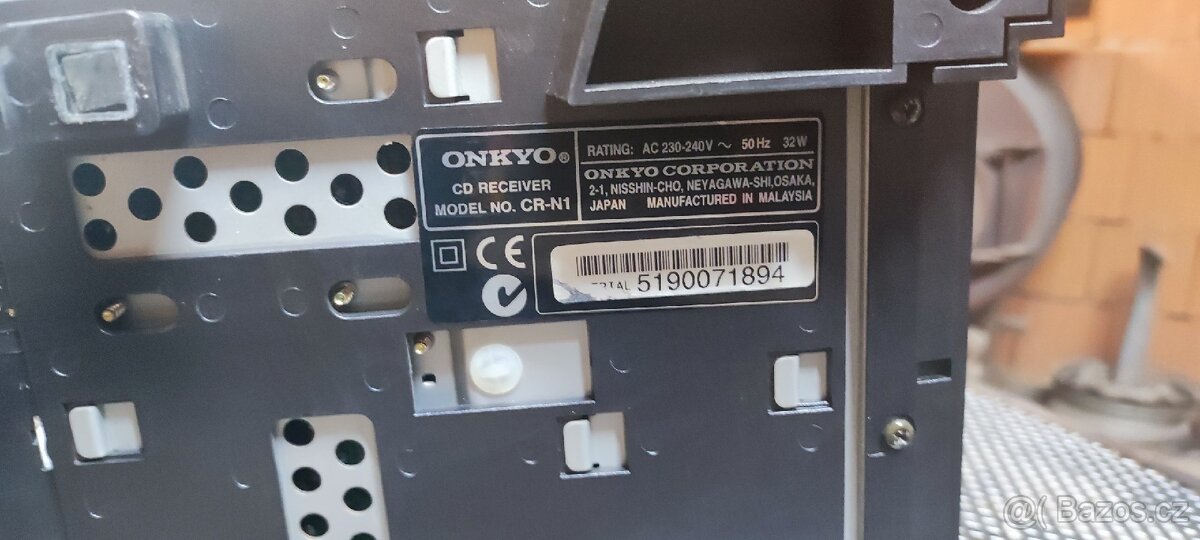 ONKYO®
CD RECEIVER
MODEL NO. CR-N1
RATING: AC 230-240V ~ 50Hz 32W
ONKYO CORPORATION
2-1, NISSHIN-CHO, NEYAGAWA-SHI, OSAKA,
JAPAN MANUFACTURED IN MALAYSIA
CE
5190071894
@( Bazos.cz